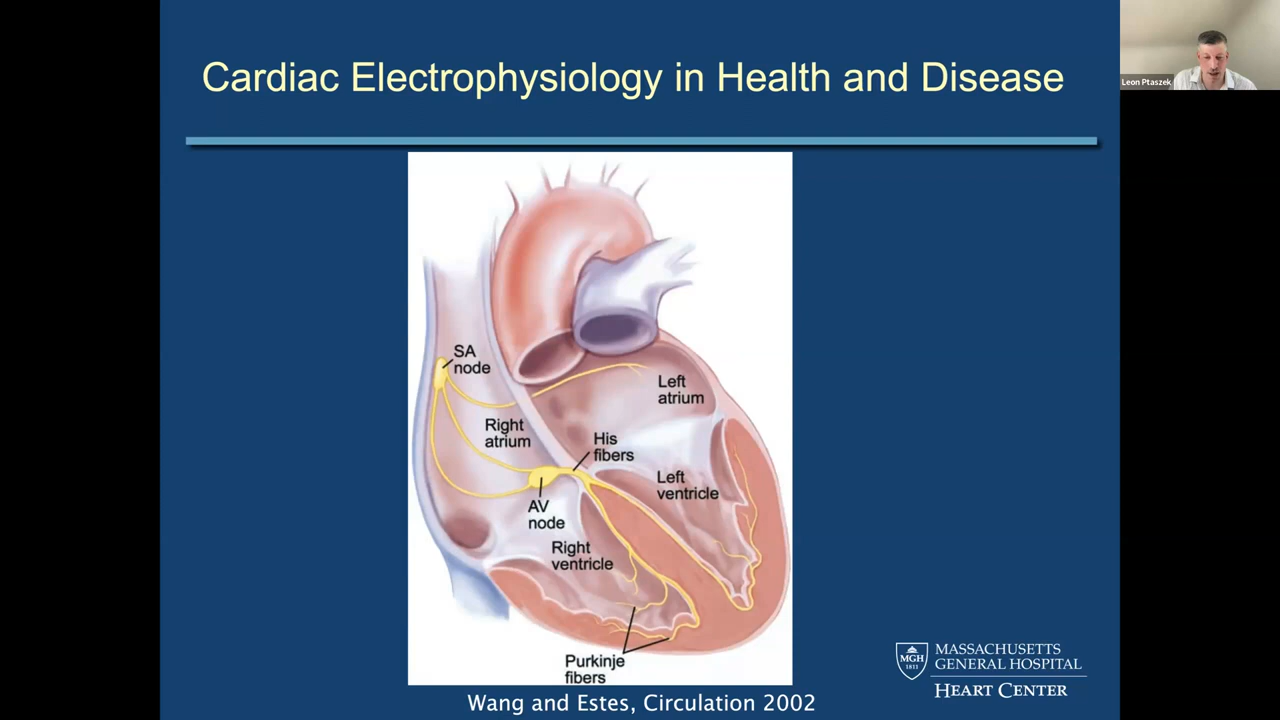 Cardiac Electrophysiology in Health and Disease
Leon Ptaszek
SA
node
Left
atrium
Right
atrium
His
fibers
Left
ventricle
AV
node
Right
ventricle
Purkinje
fibers
MGH
1811
MASSACHUSETTS
GENERAL HOSPITAL
HEART CENTER
Wang and Estes, Circulation 2002